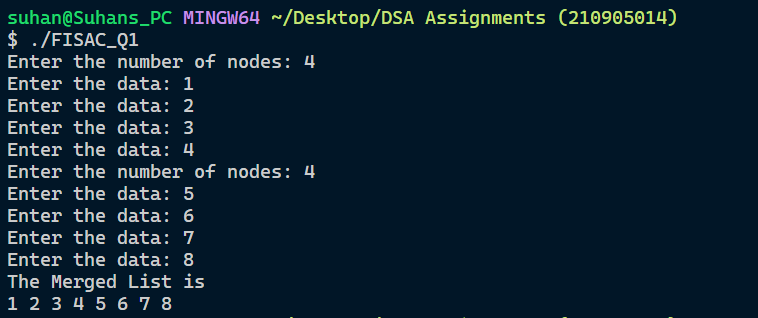 suhan@Suhans_PC MINGW64 ~/Desktop/DSA Assignments (210905014)
$ ./FISAC_Q1
Enter the number of nodes: 4
Enter the data: 1
Enter the data: 2
Enter the data: 3
Enter the data: 4
Enter the number of nodes: 4
Enter the data: 5
Enter the data: 6
Enter the data: 7
Enter the data: 8
The Merged List is
1 2 3 4 5 6 7 8